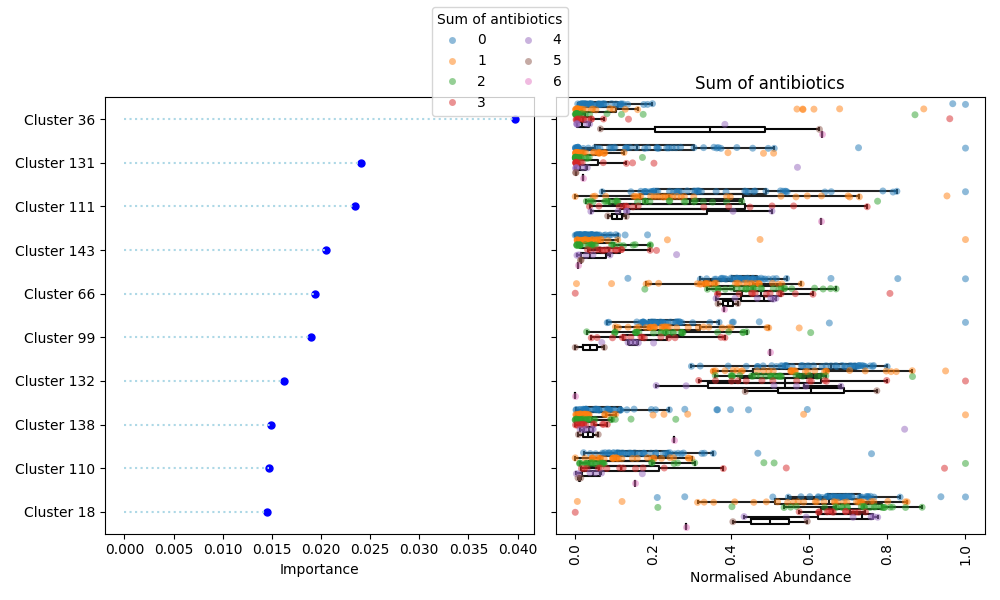 Sum of antibiotics
0 4
1 5
2 6
3
Sum of antibiotics
Cluster 36
Cluster 131
Cluster 111
Cluster 143
Cluster 66
Cluster 99
Cluster 132
Cluster 138
Cluster 110
Cluster 18
0.000 0.005 0.010 0.015 0.020 0.025 0.030 0.035 0.040
Importance
0.0 0.2 0.4 0.6 0.8 1.0
Normalised Abundance